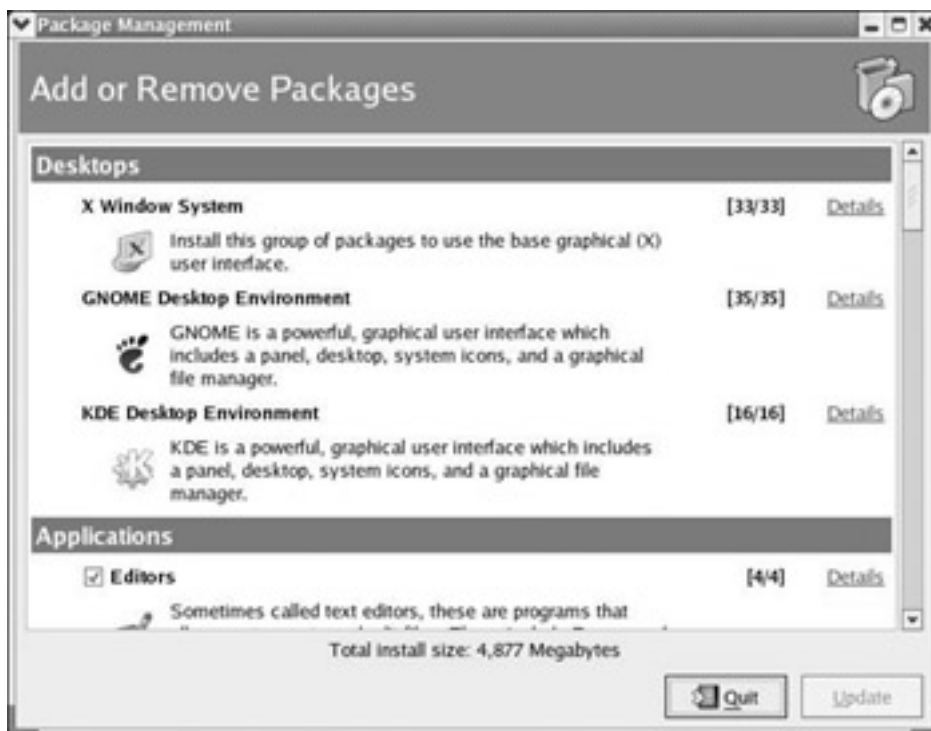 Package Management
Add or Remove Packages
Desktops
X Window System [33/33] Details
Install this group of packages to use the base graphical (X)
user interface.
GNOME Desktop Environment [35/35] Details
GNOME is a powerful, graphical user interface which
includes a panel, desktop, system icons, and a graphical
file manager.
KDE Desktop Environment [16/16] Details
KDE is a powerful, graphical user interface which includes
a panel, desktop, system icons, and a graphical file
manager.
Applications
Editors [4/4] Details
Sometimes called text editors, these are programs that
Total install size: 4,877 Megabytes
Quit Update